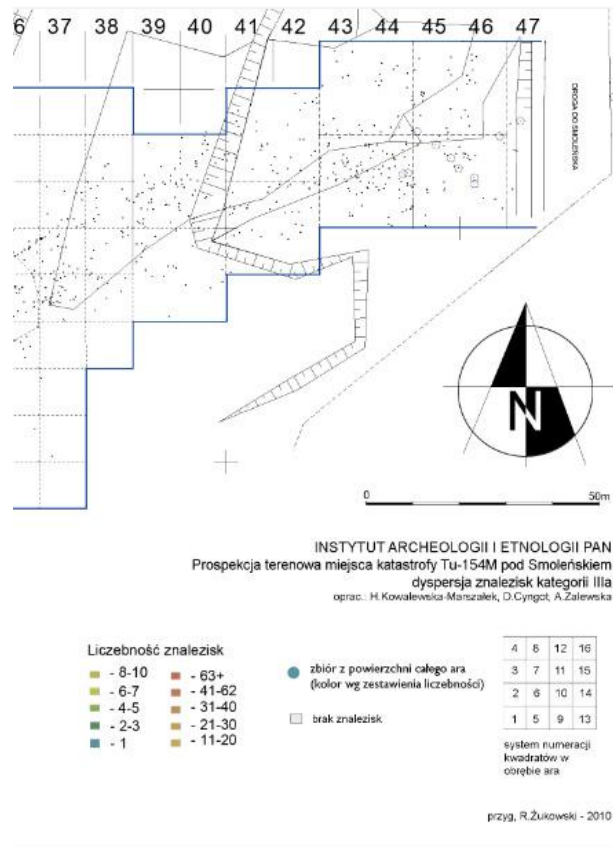 6 37 38 39 40 41 42 43 44 45 46 47
DROGA DO SMOLEŃSKA
N
0 50m
INSTYTUT ARCHEOLOGII I ETNOLOGII PAN
Prospekcja terenowa miejsca katastrofy Tu-154M pod Smoleńskiem
dyspersja znalezisk kategorii IIIa
oprac.: H.Kowalewska-Marszałek, D.Cyngot, A.Zalewska
Liczebność znalezisk
- 8-10
- 6-7
- 4-5
- 2-3
- 1
- 63+
- 41-62
- 31-40
- 21-30
- 11-20
zbiór z powierzchni całego ara
(kolor wg zestawienia liczebności)
brak znalezisk
4 8 12 16
3 7 11 15
2 6 10 14
1 5 9 13
system numeracji
kwadratów w
obrębie ara
przyg, R.Żukowski - 2010